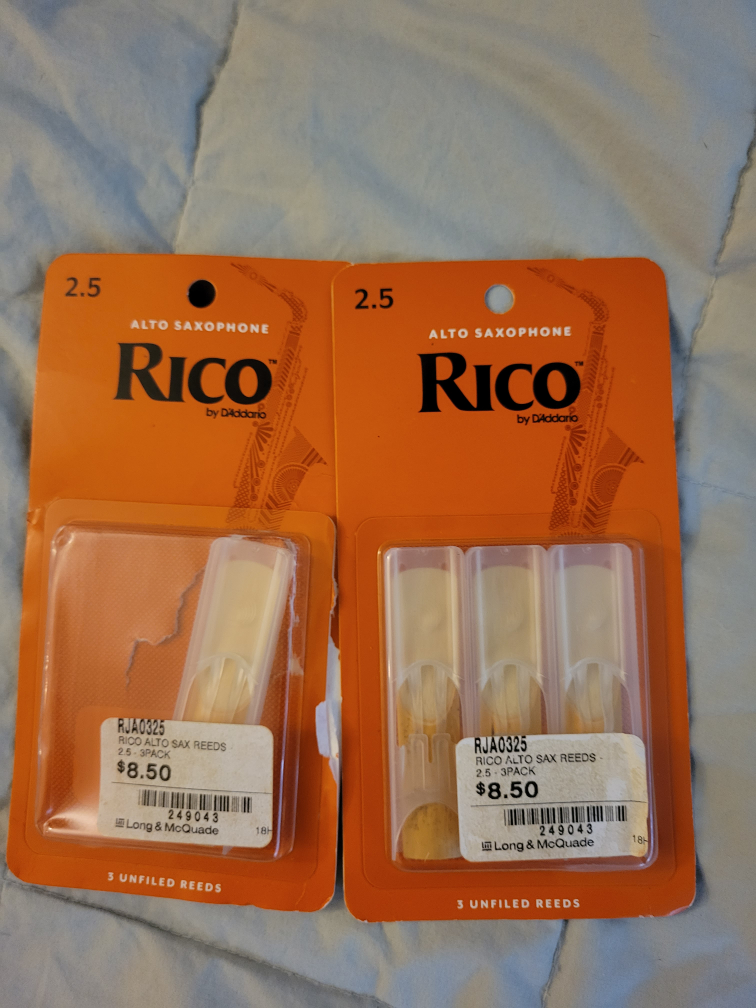 2.5
ALTO SAXOPHONE
RICO™
by D'Addario
RJA0325
RICO ALTO SAX REEDS
2.5 - 3PACK
$8.50
249043
Long & McQuade
18H
3 UNFILED REEDS
2.5
ALTO SAXOPHONE
RICO™
by D'Addario
RJA0325
RICO ALTO SAX REEDS -
2.5 - 3PACK
$8.50
249043
Long & McQuade
18H
3 UNFILED REEDS